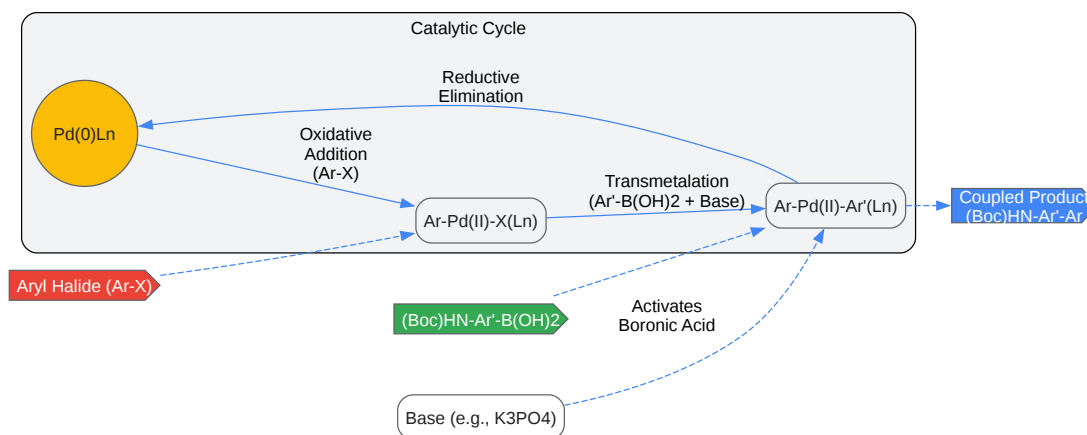 Catalytic Cycle
Reductive
Elimination
Pd(0)Ln
Oxidative
Addition
(Ar-X)
Transmetalation
(Ar'-B(OH)2 + Base)
Ar-Pd(II)-X(Ln)
Ar-Pd(II)-Ar'(Ln)
Coupled Product
(Boc)HN-Ar'-Ar
Aryl Halide (Ar-X)
(Boc)HN-Ar'-B(OH)2
Activates
Boronic Acid
Base (e.g., K3PO4)